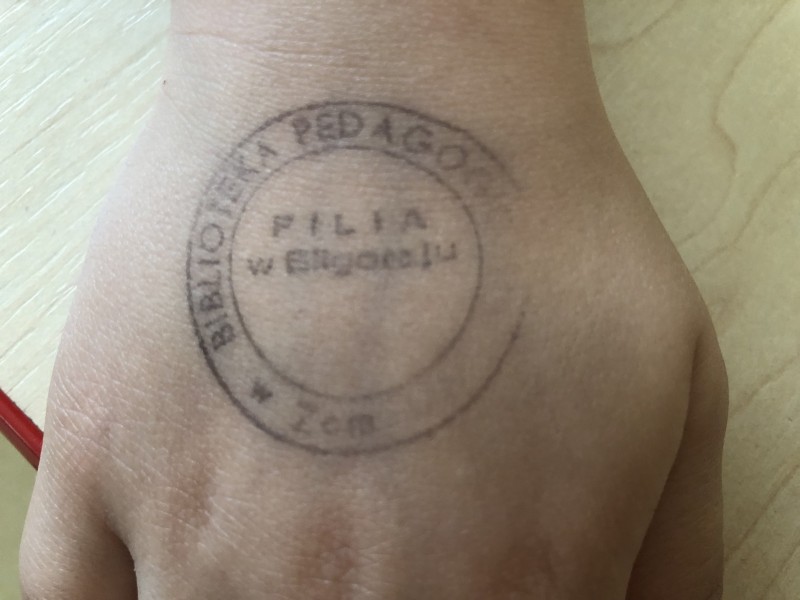 BIBLIOTEKA PEDAGOG
w Zam
FILIA
w Biłgoraju